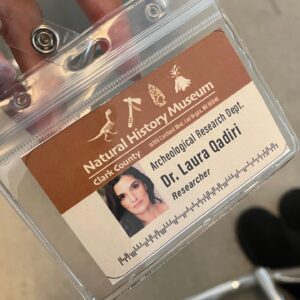 Natural History Museum
Clark County
Archeological Research Dept.
Dr. Laura Qadiri
Researcher